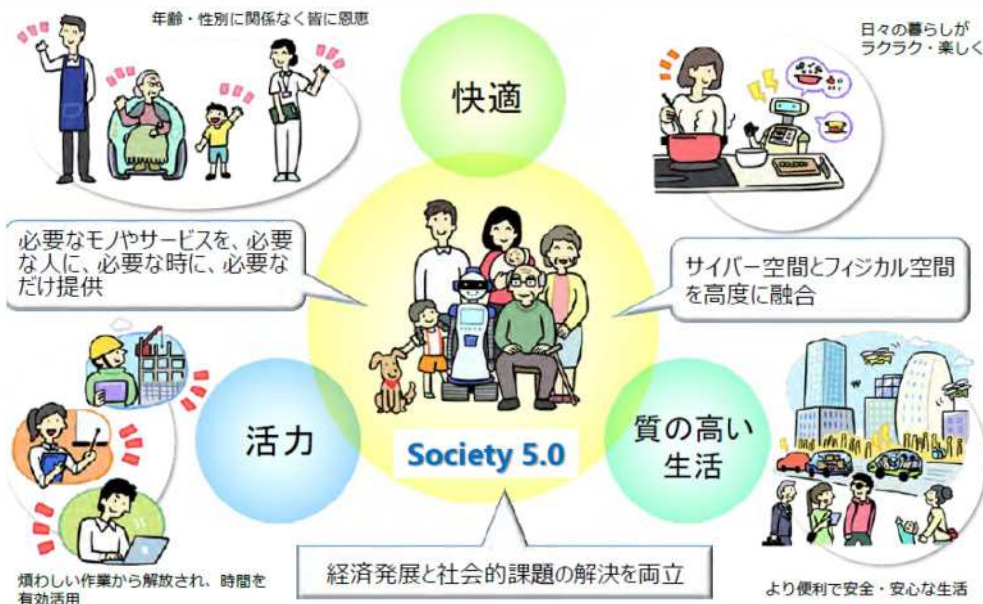 年齢・性別に関係なく皆に恩恵
日々の暮らしが
ラクラク・楽しく
快適
必要なモノやサービスを、必要
な人に、必要な時に、必要な
だけ提供
サイバー空間とフィジカル空間
を高度に融合
活力
Society 5.0
質の高い
生活
煩わしい作業から解放され、時間を
有効活用
経済発展と社会的課題の解決を両立
より便利で安全・安心な生活